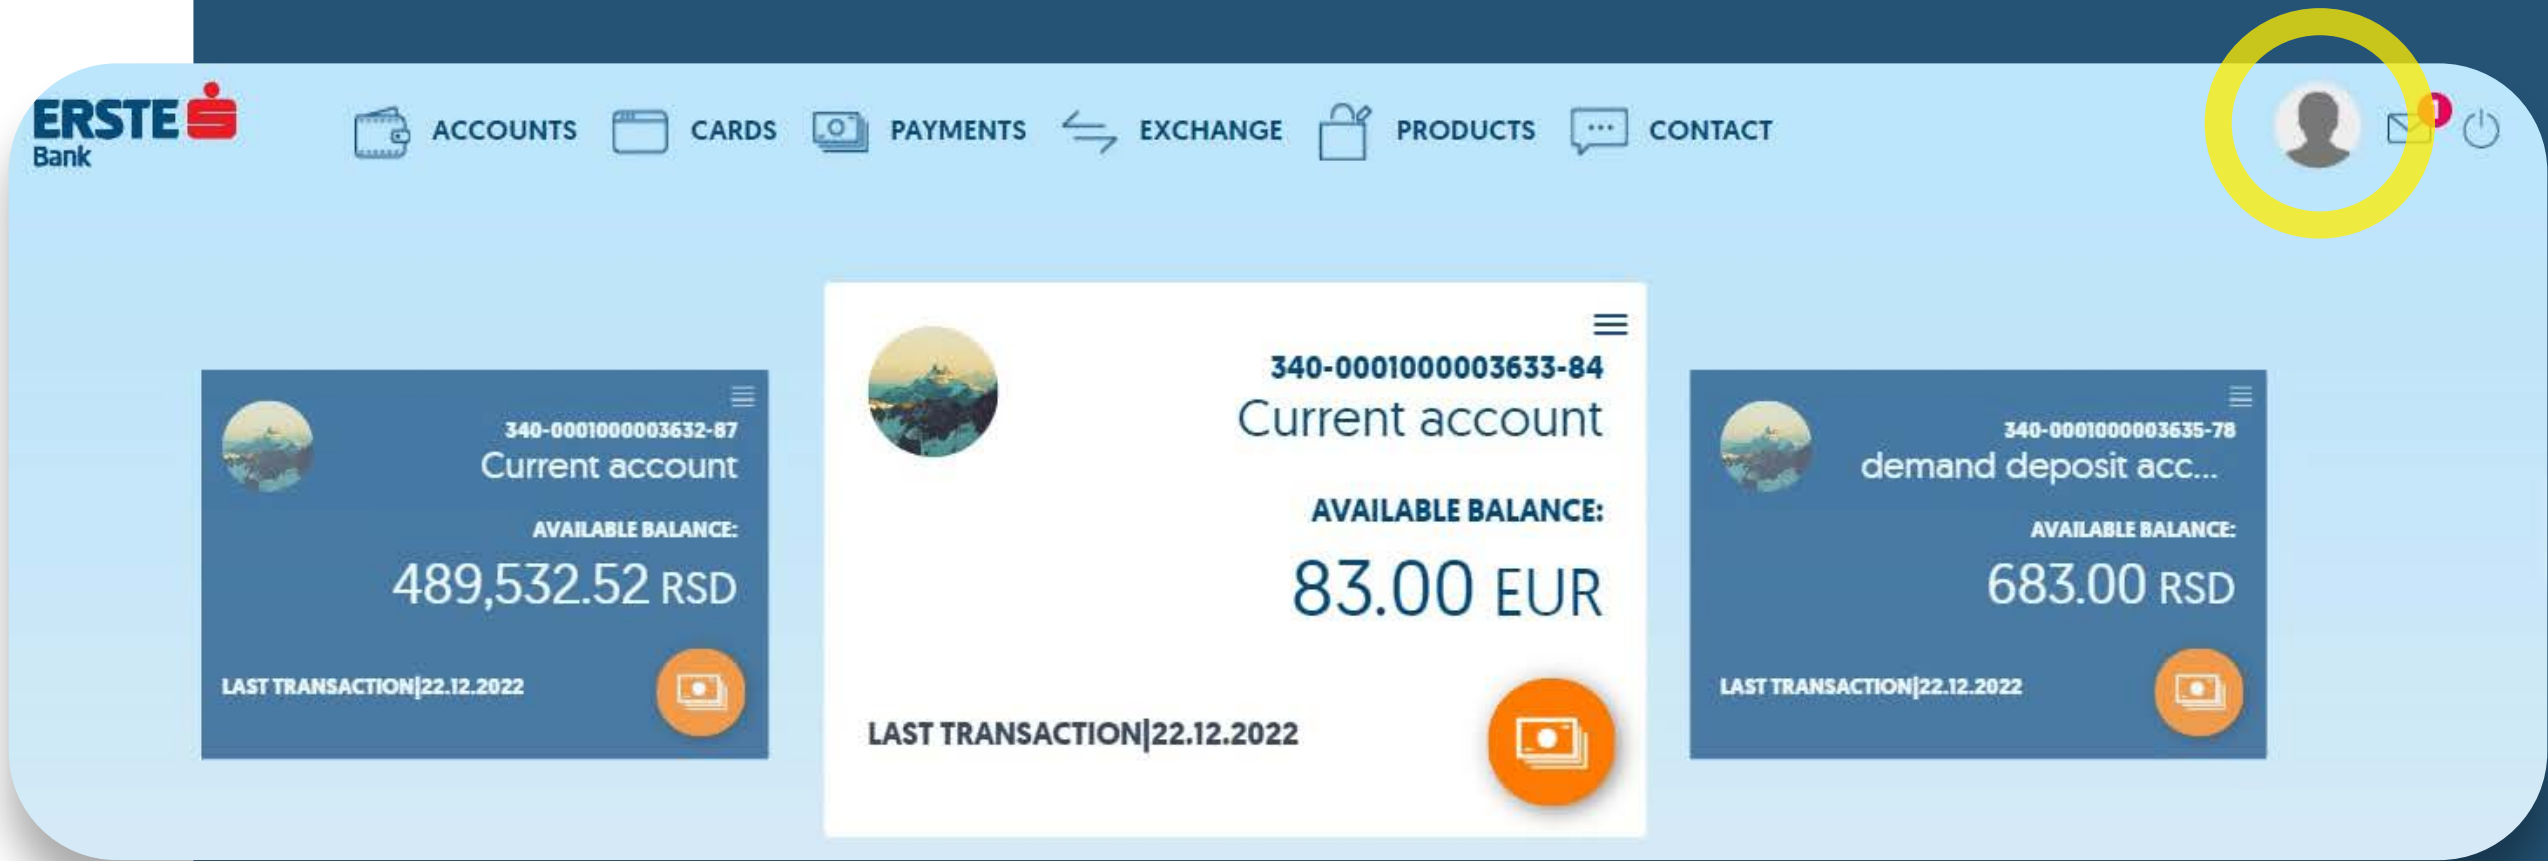 ERSTE
Bank
ACCOUNTS CARDS PAYMENTS EXCHANGE PRODUCTS CONTACT
1
340-0001000003632-87
Current account
AVAILABLE BALANCE:
489,532.52 RSD
LAST TRANSACTION|22.12.2022
340-0001000003633-84
Current account
AVAILABLE BALANCE:
83.00 EUR
LAST TRANSACTION|22.12.2022
340-0001000003635-78
demand deposit acc...
AVAILABLE BALANCE:
683.00 RSD
LAST TRANSACTION|22.12.2022